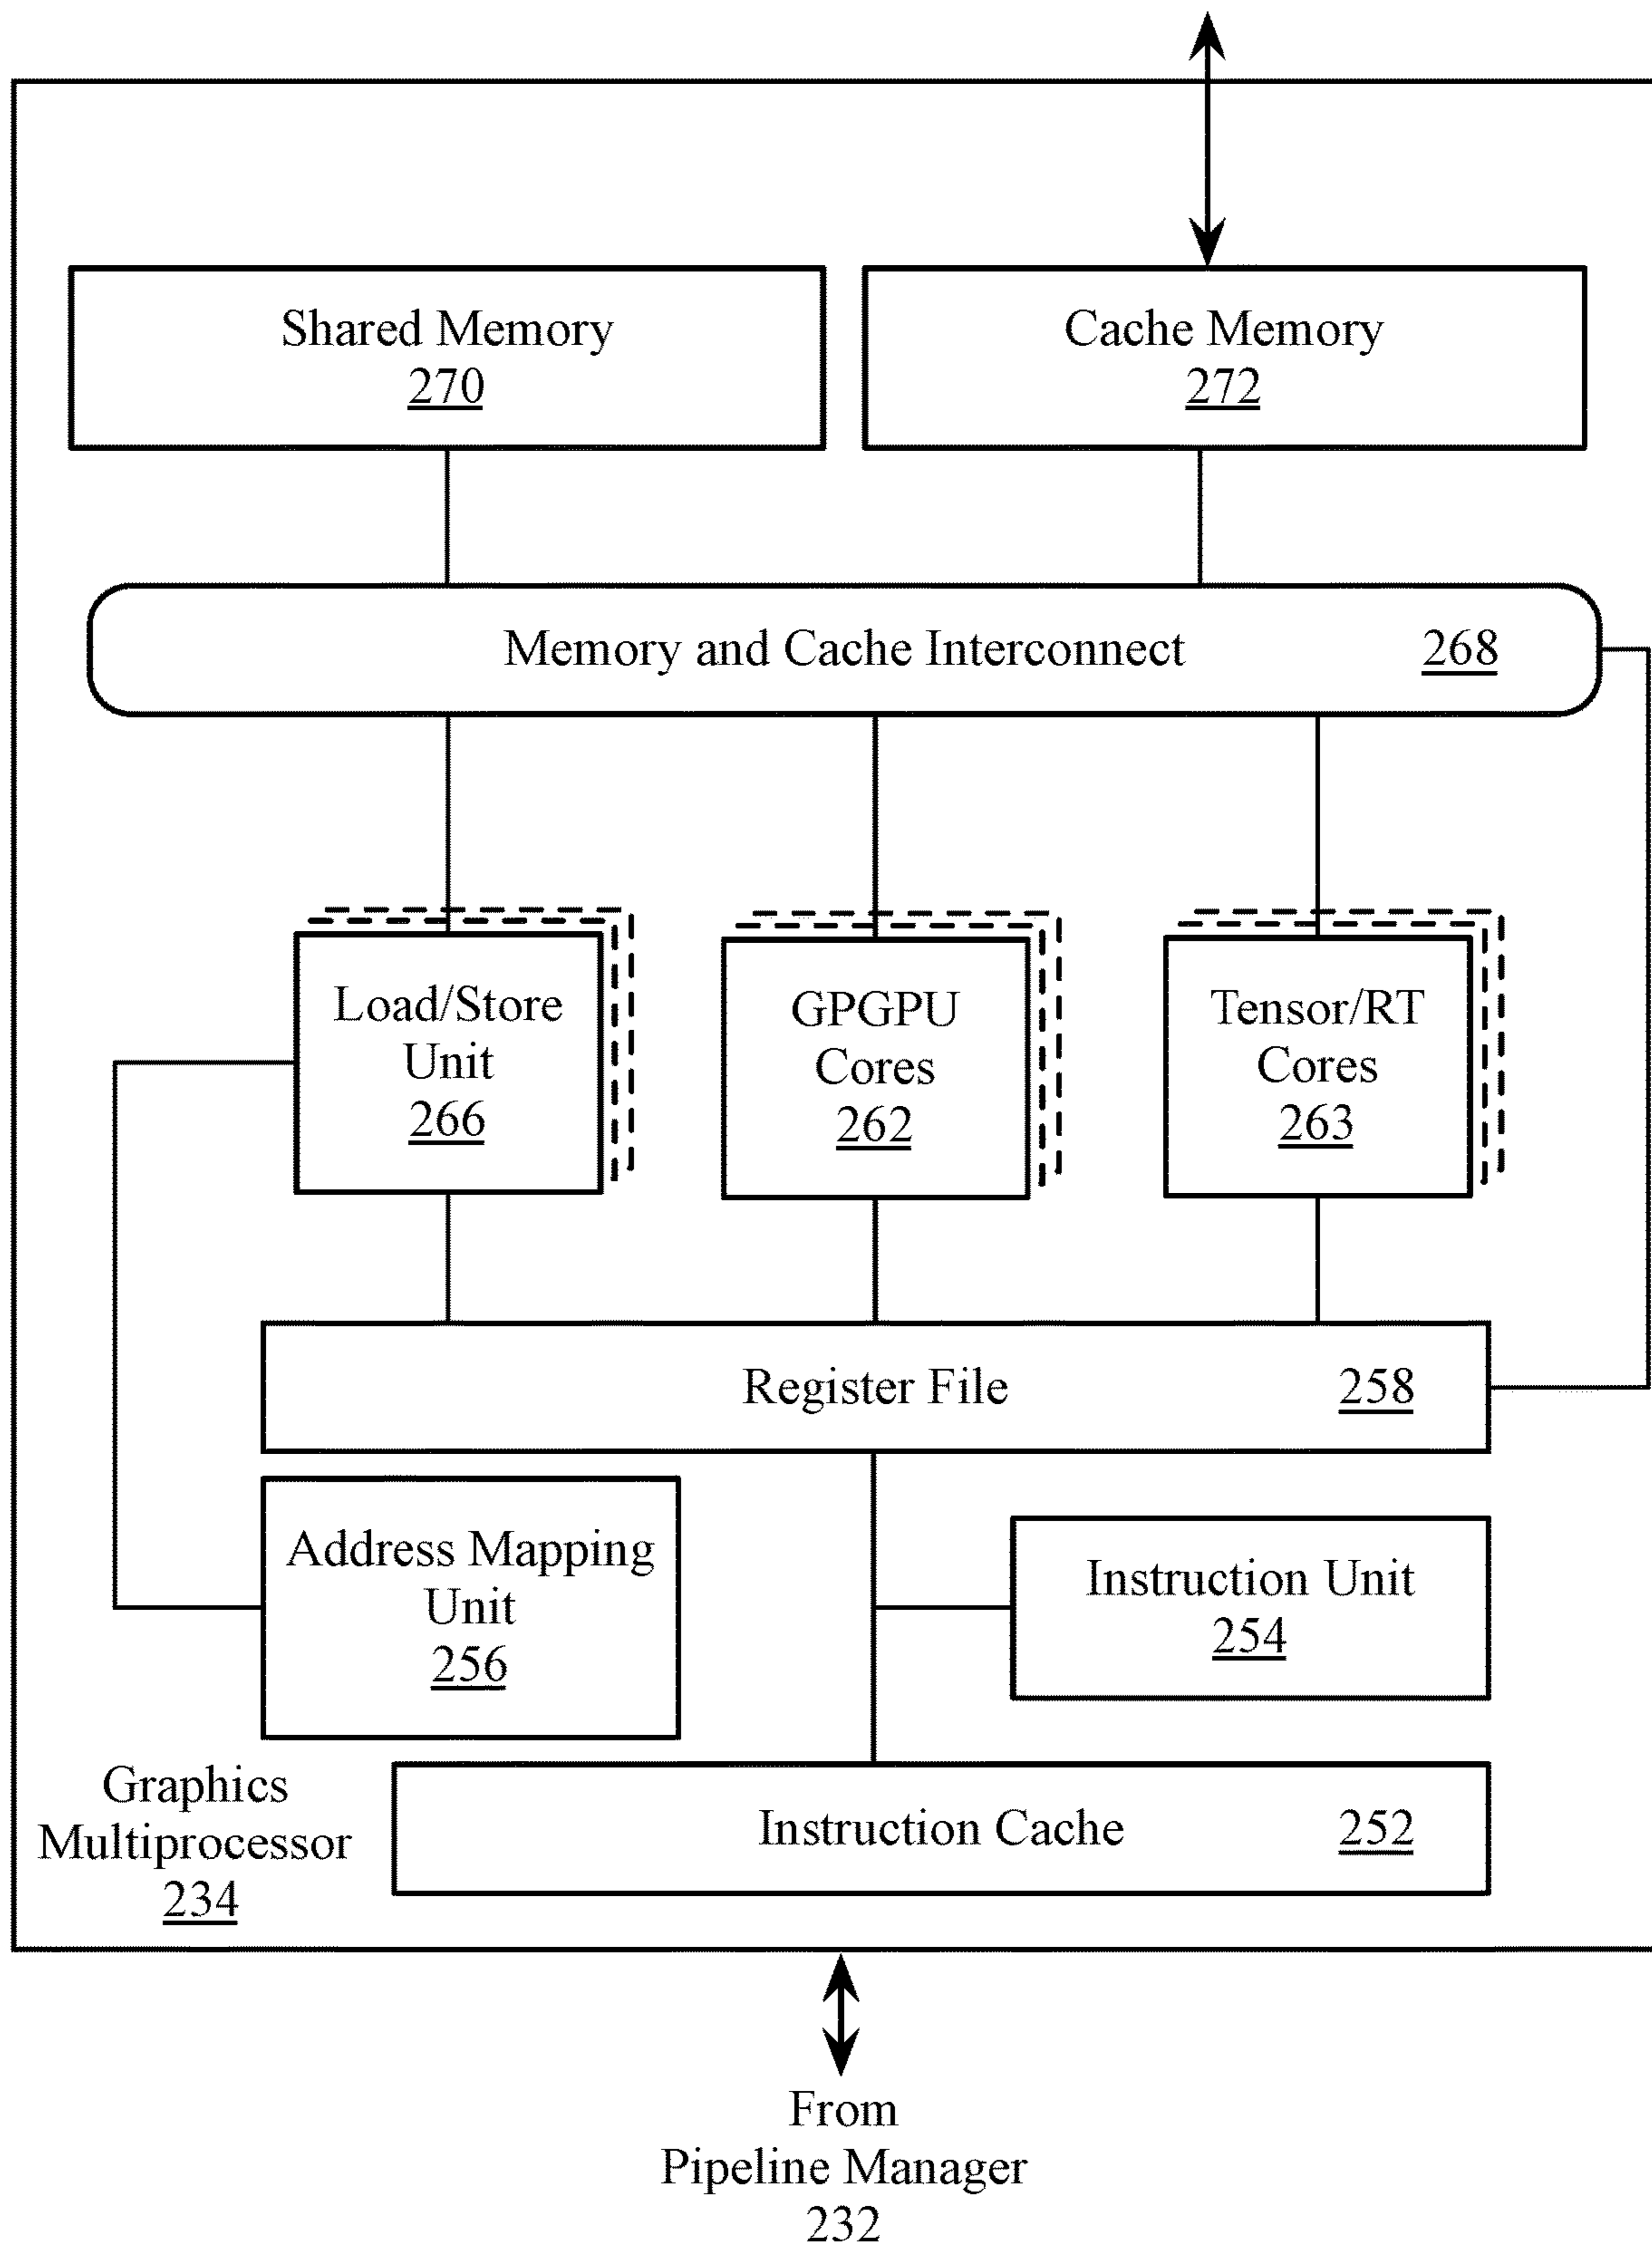 Shared Memory
270
Cache Memory
272
Memory and Cache Interconnect 268
Load/Store
Unit
266
GPGPU
Cores
262
Tensor/RT
Cores
263
Register File 258
Address Mapping
Unit
256
Instruction Unit
254
Graphics
Multiprocessor
234
Instruction Cache 252
From
Pipeline Manager
232